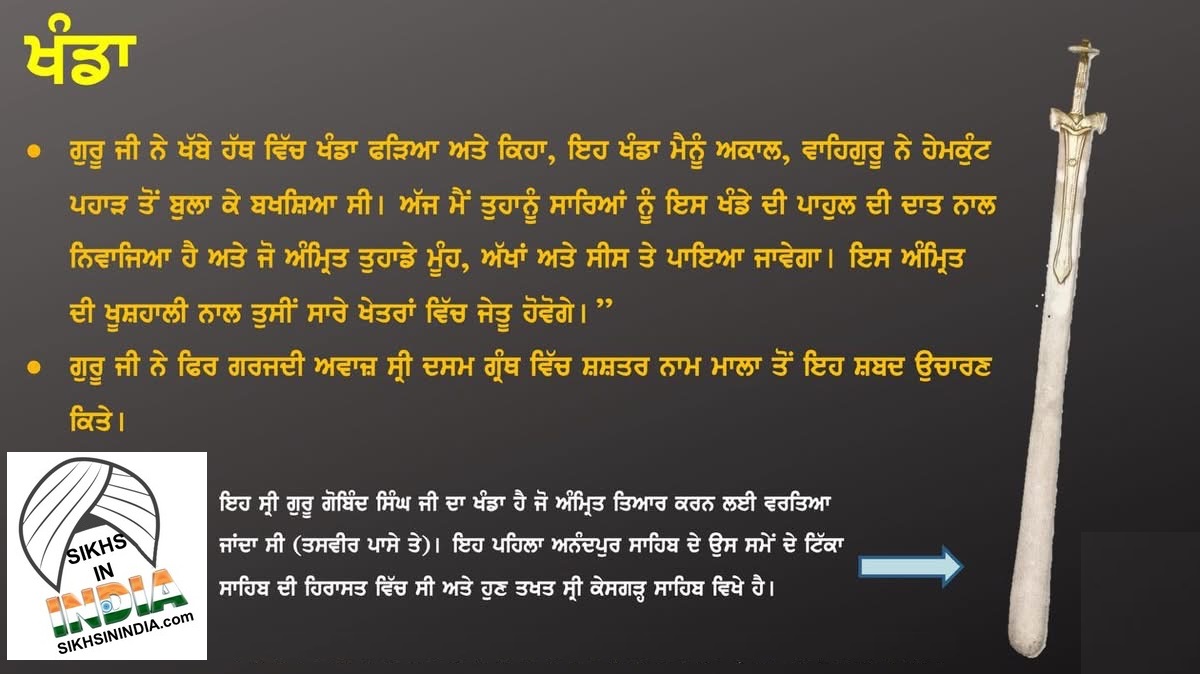 ਖੰਡਾ
• ਗੁਰੂ ਜੀ ਨੇ ਖੱਬੇ ਹੱਥ ਵਿੱਚ ਖੰਡਾ ਫੜਿਆ ਅਤੇ ਕਿਹਾ, ਇਹ ਖੰਡਾ ਮੈਨੂੰ ਅਕਾਲ, ਵਾਹਿਗੁਰੂ ਨੇ ਹੇਮਕੁੰਟ
ਪਹਾੜ ਤੋਂ ਬੁਲਾ ਕੇ ਬਖਸ਼ਿਆ ਸੀ। ਅੱਜ ਮੈਂ ਤੁਹਾਨੂੰ ਸਾਰਿਆਂ ਨੂੰ ਇਸ ਖੰਡੇ ਦੀ ਪਾਹੁਲ ਦੀ ਦਾਤ ਨਾਲ
ਨਿਵਾਜਿਆ ਹੈ ਅਤੇ ਜੋ ਅੰਮ੍ਰਿਤ ਤੁਹਾਡੇ ਮੂੰਹ, ਅੱਖਾਂ ਅਤੇ ਸੀਸ ਤੇ ਪਾਇਆ ਜਾਵੇਗਾ। ਇਸ ਅੰਮ੍ਰਿਤ
ਦੀ ਖੂਸ਼ਹਾਲੀ ਨਾਲ ਤੁਸੀਂ ਸਾਰੇ ਖੇਤਰਾਂ ਵਿੱਚ ਜੇਤੂ ਹੋਵੋਗੇ।”
• ਗੁਰੂ ਜੀ ਨੇ ਫਿਰ ਗਰਜਦੀ ਅਵਾਜ਼ ਸ੍ਰੀ ਦਸਮ ਗ੍ਰੰਥ ਵਿੱਚ ਸ਼ਸ਼ਤਰ ਨਾਮ ਮਾਲਾ ਤੋਂ ਇਹ ਸ਼ਬਦ ਉਚਾਰਣ
ਕਿਤੇ।
ਇਹ ਸ੍ਰੀ ਗੁਰੂ ਗੋਬਿੰਦ ਸਿੰਘ ਜੀ ਦਾ ਖੰਡਾ ਹੈ ਜੋ ਅੰਮ੍ਰਿਤ ਤਿਆਰ ਕਰਨ ਲਈ ਵਰਤਿਆ
ਜਾਂਦਾ ਸੀ (ਤਸਵੀਰ ਪਾਸੇ ਤੇ)। ਇਹ ਪਹਿਲਾ ਅਨੰਦਪੁਰ ਸਾਹਿਬ ਦੇ ਉਸ ਸਮੇਂ ਦੇ ਟਿੱਕਾ
ਸਾਹਿਬ ਦੀ ਹਿਰਾਸਤ ਵਿੱਚ ਸੀ ਅਤੇ ਹੁਣ ਤਖਤ ਸ੍ਰੀ ਕੇਸਗੜ੍ਹ ਸਾਹਿਬ ਵਿਖੇ ਹੈ।
SIKHS
IN
INDIA
SIKHSININDIA.com